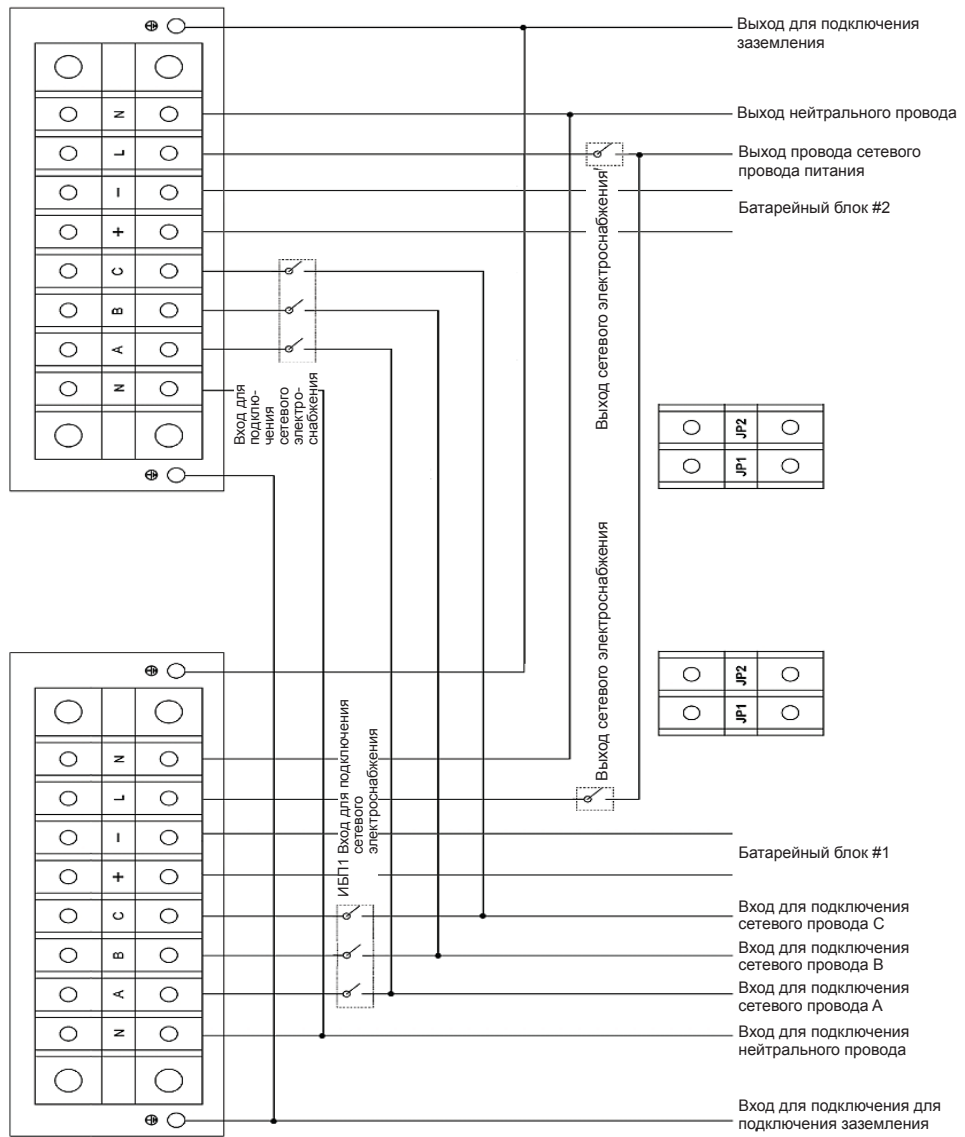 Выход для подключения
заземления
Выход нейтрального провода
Выход провода сетевого
провода питания
Батарейный блок #2
N
L
–
+
C
B
A
N
Вход для
подклю-
чения
сетевого
электро-
снабжения
Выход сетевого электроснабжения
JP2
JP1
Выход сетевого электроснабжения
JP2
JP1
N
L
–
+
C
B
A
N
ИБП1 Вход для подключения
сетевого
электроснабжения
Батарейный блок #1
Вход для подключения
сетевого провода C
Вход для подключения
сетевого провода B
Вход для подключения
сетевого провода A
Вход для подключения
нейтрального провода
Вход для подключения для
подключения заземления